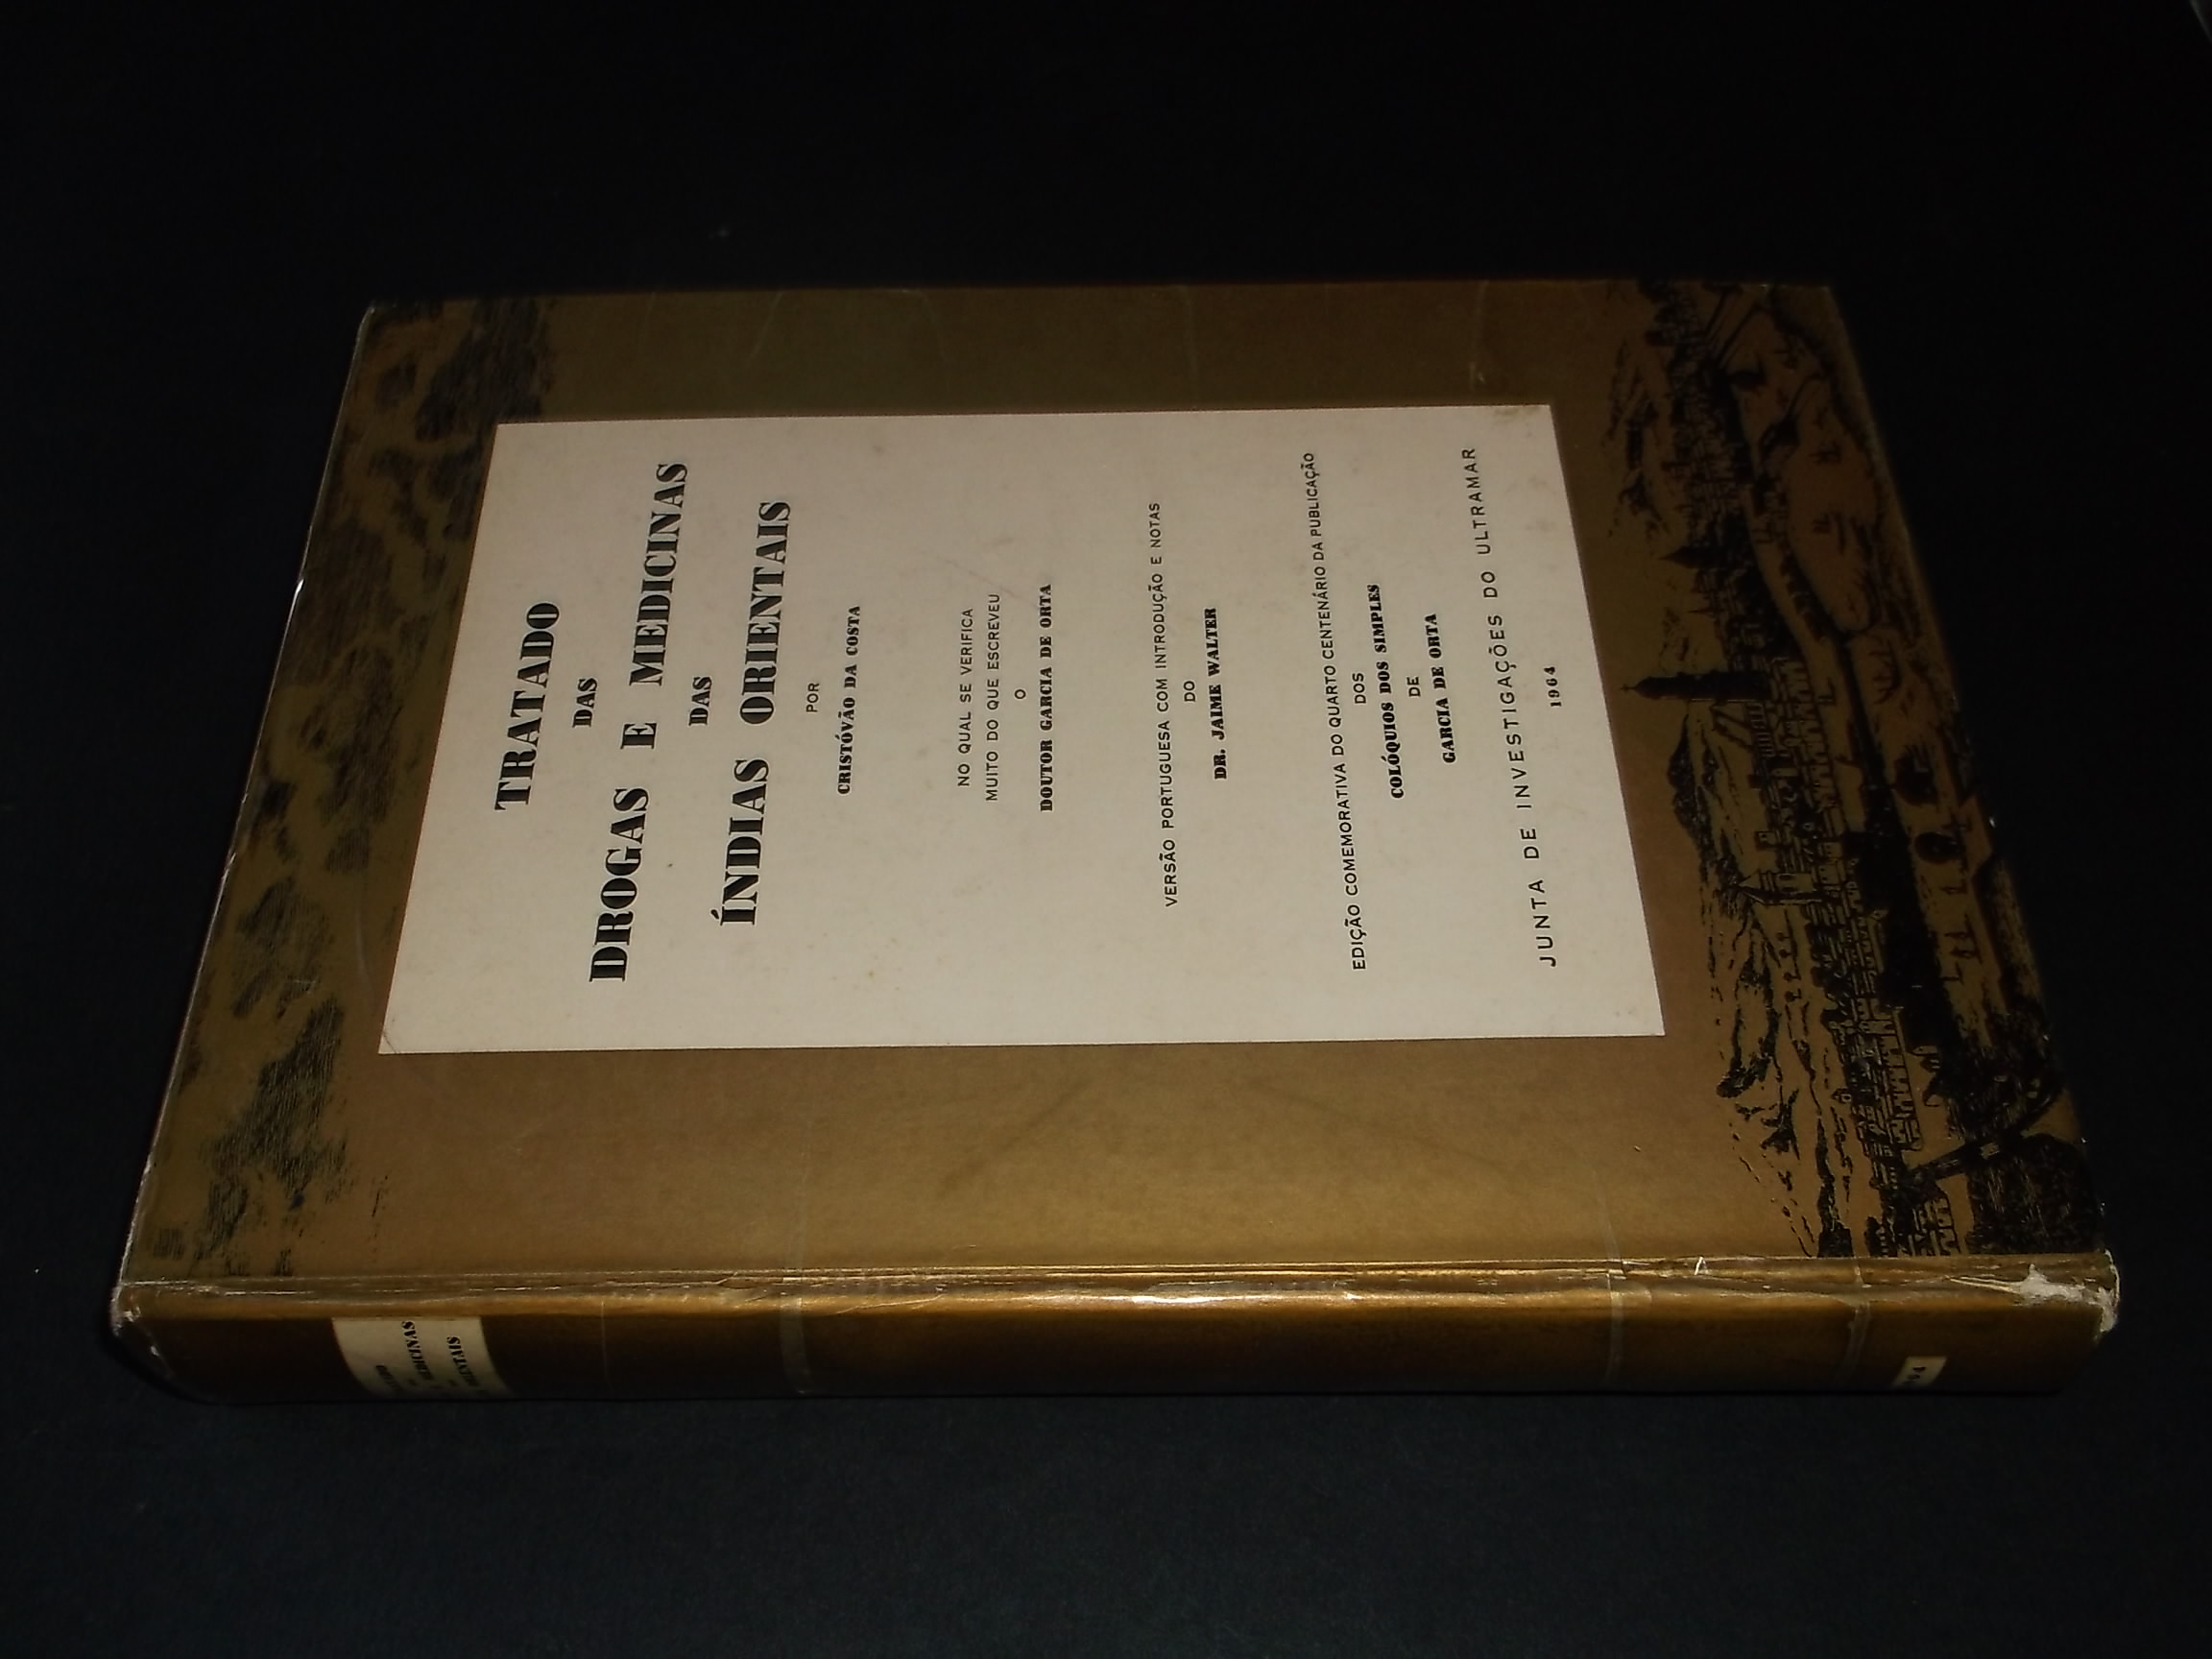 TRATADO
DAS
DROGAS E MEDICINAS
DAS
ÍNDIAS ORIENTAIS
POR
CRISTÓVÃO DA COSTA
NO QUAL SE VERIFICA
MUITO DO QUE ESCREVEU
O
DOUTOR GARCIA DE ORTA
VERSÃO PORTUGUESA COM INTRODUÇÃO E NOTAS
DO
DR. JAIME WALTER
EDIÇÃO COMEMORATIVA DO QUARTO CENTENÁRIO DA PUBLICAÇÃO
DOS
COLÓQUIOS DOS SIMPLES
DE
GARCIA DE ORTA
JUNTA DE INVESTIGAÇÕES DO ULTRAMAR
1964